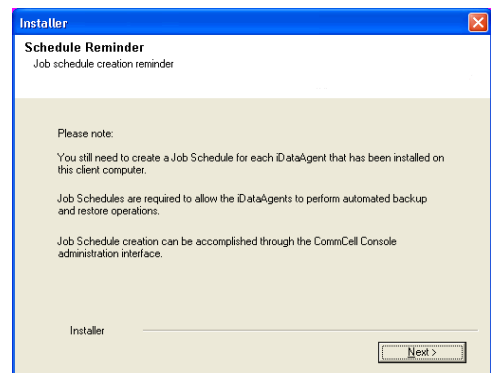 Installer
Schedule Reminder
Job schedule creation reminder
Please note:
You still need to create a Job Schedule for each iDataAgent that has been installed on
this client computer.
Job Schedules are required to allow the iDataAgents to perform automated backup
and restore operations.
Job Schedule creation can be accomplished through the CommCell Console
administration interface.
Installer
Next >